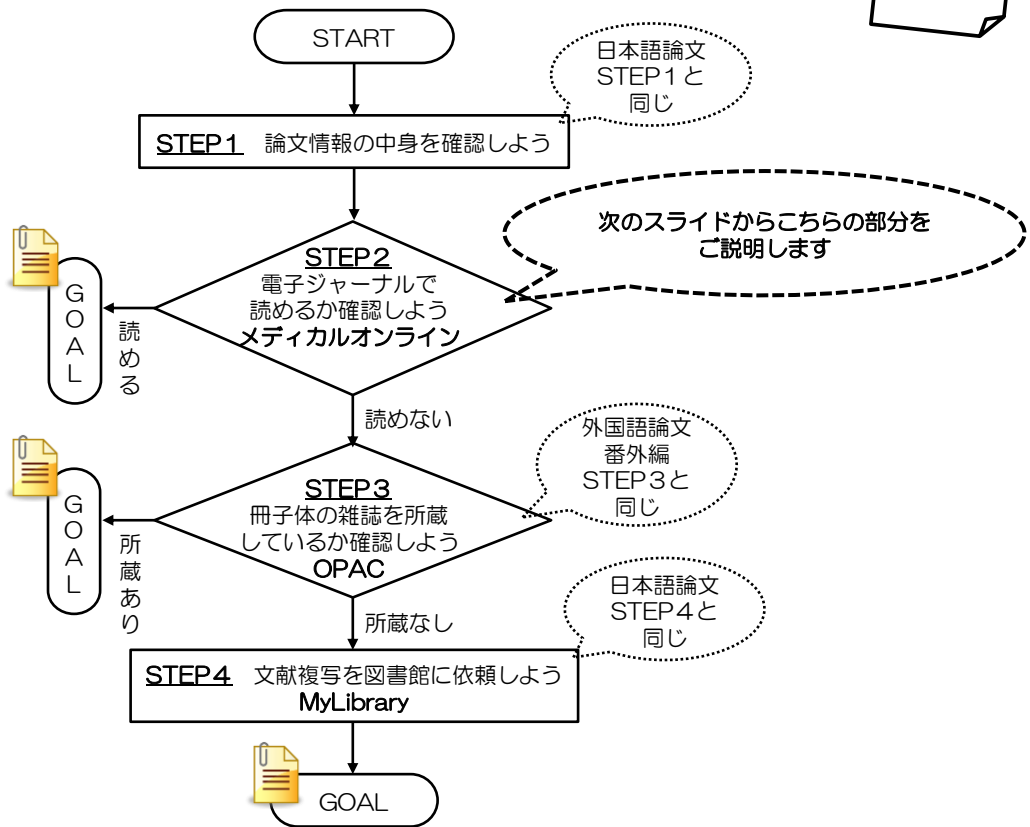 START
日本語論文
STEP1と
同じ
STEP1 論文情報の中身を確認しよう
次のスライドからこちらの部分を
ご説明します
STEP2
電子ジャーナルで
読めるか確認しよう
メディカルオンライン
GOAL
読める
読めない
外国語論文
番外編
STEP3と
同じ
STEP3
冊子体の雑誌を所蔵
しているか確認しよう
OPAC
GOAL
所蔵あり
所蔵なし
日本語論文
STEP4と
同じ
STEP4 文献複写を図書館に依頼しよう
MyLibrary
GOAL